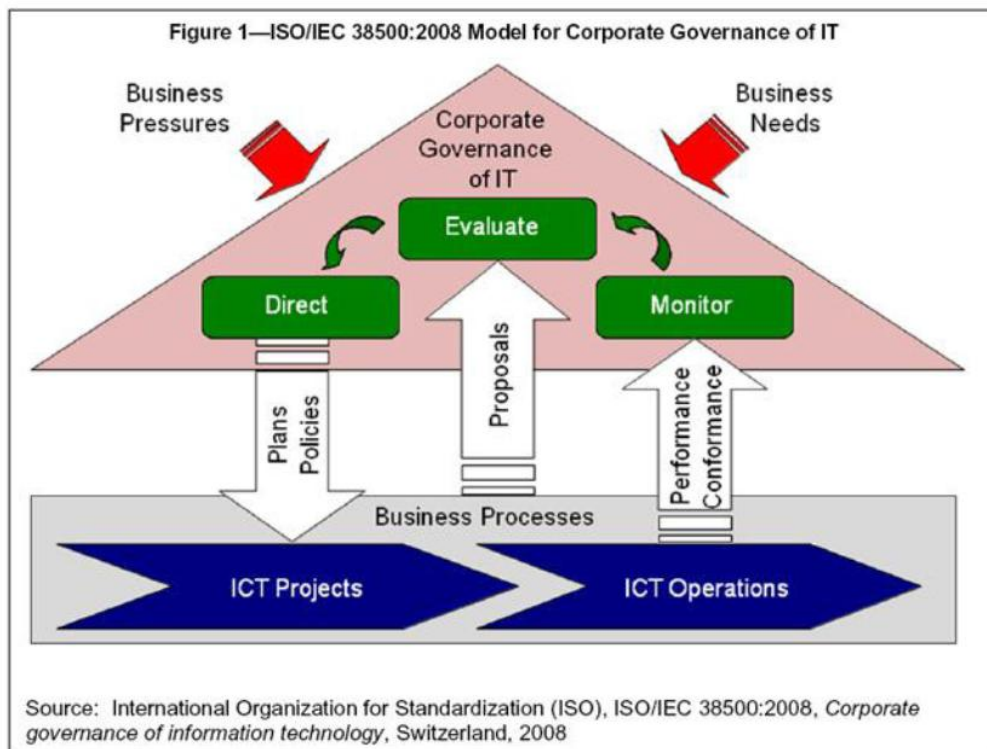 Figure 1—ISO/IEC 38500:2008 Model for Corporate Governance of IT
Business
Pressures
Business
Needs
Corporate
Governance
of IT
Evaluate
Direct
Monitor
Plans
Policies
Proposals
Performance
Conformance
Business Processes
ICT Projects
ICT Operations
Source: International Organization for Standardization (ISO), ISO/IEC 38500:2008, Corporate
governance of information technology, Switzerland, 2008